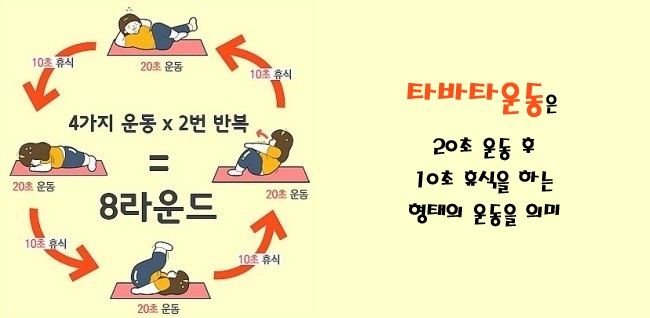 20초 운동
10초 휴식
10초 휴식
4가지 운동 x 2번 반복
=
8라운드
20초 운동
20초 운동
10초 휴식
10초 휴식
20초 운동
타바타운동은
20초 운동 후
10초 휴식을 하는
형태의 운동을 의미